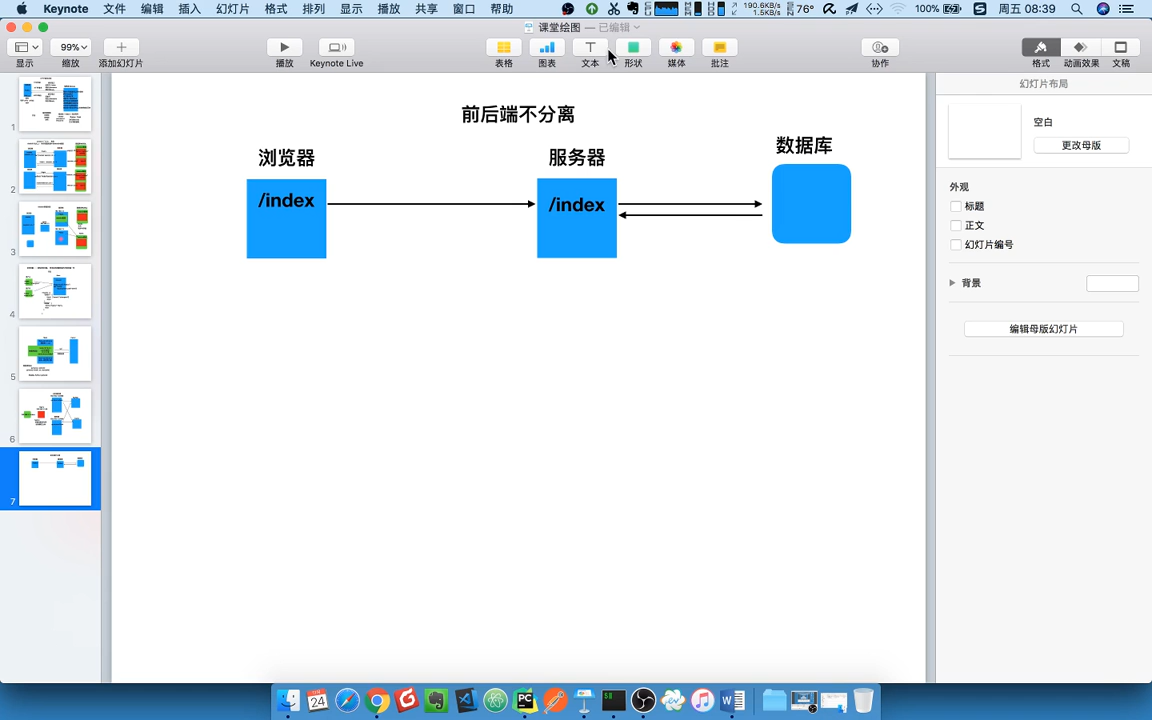 Keynote 文件 编辑 插入 幻灯片 格式 排列 显示 播放 共享 窗口 帮助 190.6KB/s 1.5KB/s 76° 100% 周五 08:39
课堂绘图 — 已编辑
99%
显示 缩放 添加幻灯片 播放 Keynote Live 表格 图表 文本 形状 媒体 批注 协作 格式 动画效果 文稿
1
2
3
4
5
6
7
前后端不分离
浏览器 服务器 数据库
/index /index
幻灯片布局
空白
更改母版
外观
标题
正文
幻灯片编号
背景
编辑母版幻灯片
24